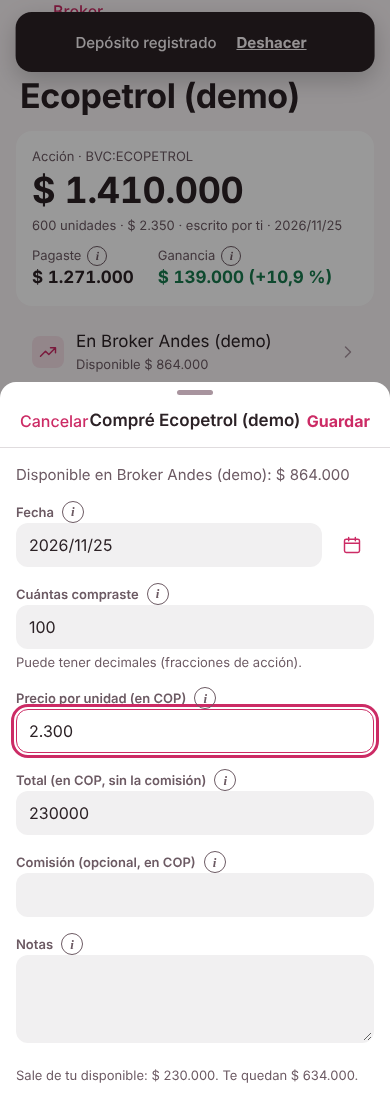 Broker
Depósito registrado Deshacer
Ecopetrol (demo)
Acción · BVC:ECOPETROL
$ 1.410.000
600 unidades · $ 2.350 · escrito por ti · 2026/11/25
Pagaste i Ganancia i
$ 1.271.000 $ 139.000 (+10,9 %)
En Broker Andes (demo)
Disponible $ 864.000
Cancelar Compré Ecopetrol (demo) Guardar
Disponible en Broker Andes (demo): $ 864.000
Fecha i
2026/11/25
Cuántas compraste i
100
Puede tener decimales (fracciones de acción).
Precio por unidad (en COP) i
2.300
Total (en COP, sin la comisión) i
230000
Comisión (opcional, en COP) i
Notas i
Sale de tu disponible: $ 230.000. Te quedan $ 634.000.